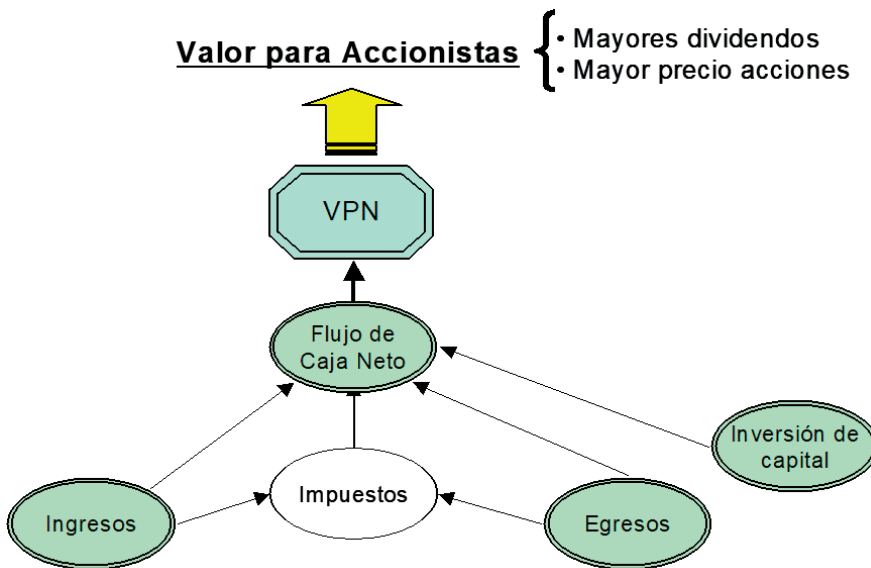 Valor para Accionistas
• Mayores dividendos
• Mayor precio acciones
VPN
Flujo de
Caja Neto
Inversión de
capital
Impuestos
Ingresos
Egresos